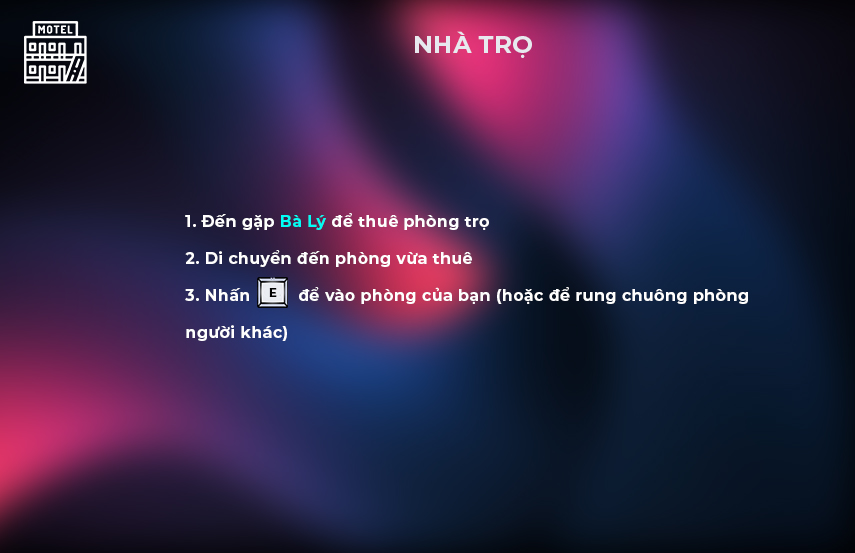 MOTEL
NHÀ TRỌ
1. Đến gặp Bà Lý để thuê phòng trọ
2. Di chuyển đến phòng vừa thuê
3. Nhấn E để vào phòng của bạn (hoặc để rung chuông phòng
người khác)